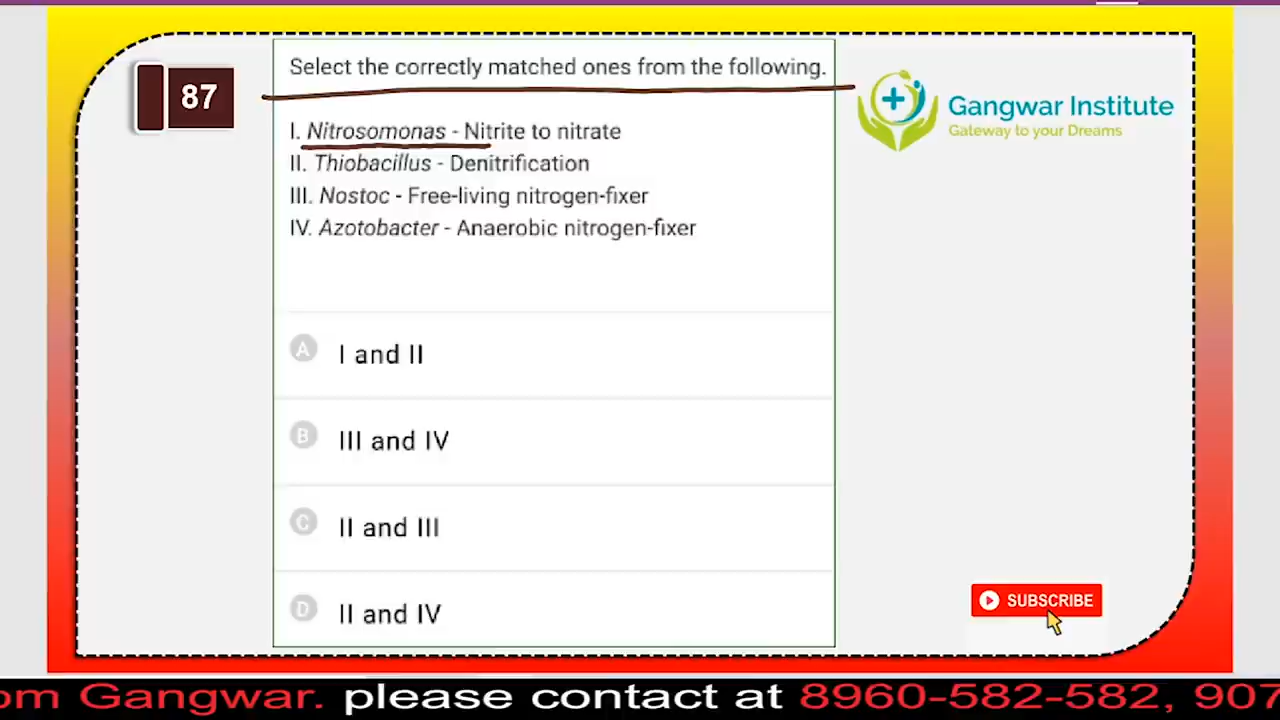 87
Select the correctly matched ones from the following.
Gangwar Institute
Gateway to your Dreams
I. Nitrosomonas - Nitrite to nitrate
II. Thiobacillus - Denitrification
III. Nostoc - Free-living nitrogen-fixer
IV. Azotobacter - Anaerobic nitrogen-fixer
A I and II
B III and IV
C II and III
D II and IV
SUBSCRIBE
om Gangwar. please contact at 8960-582-582, 907